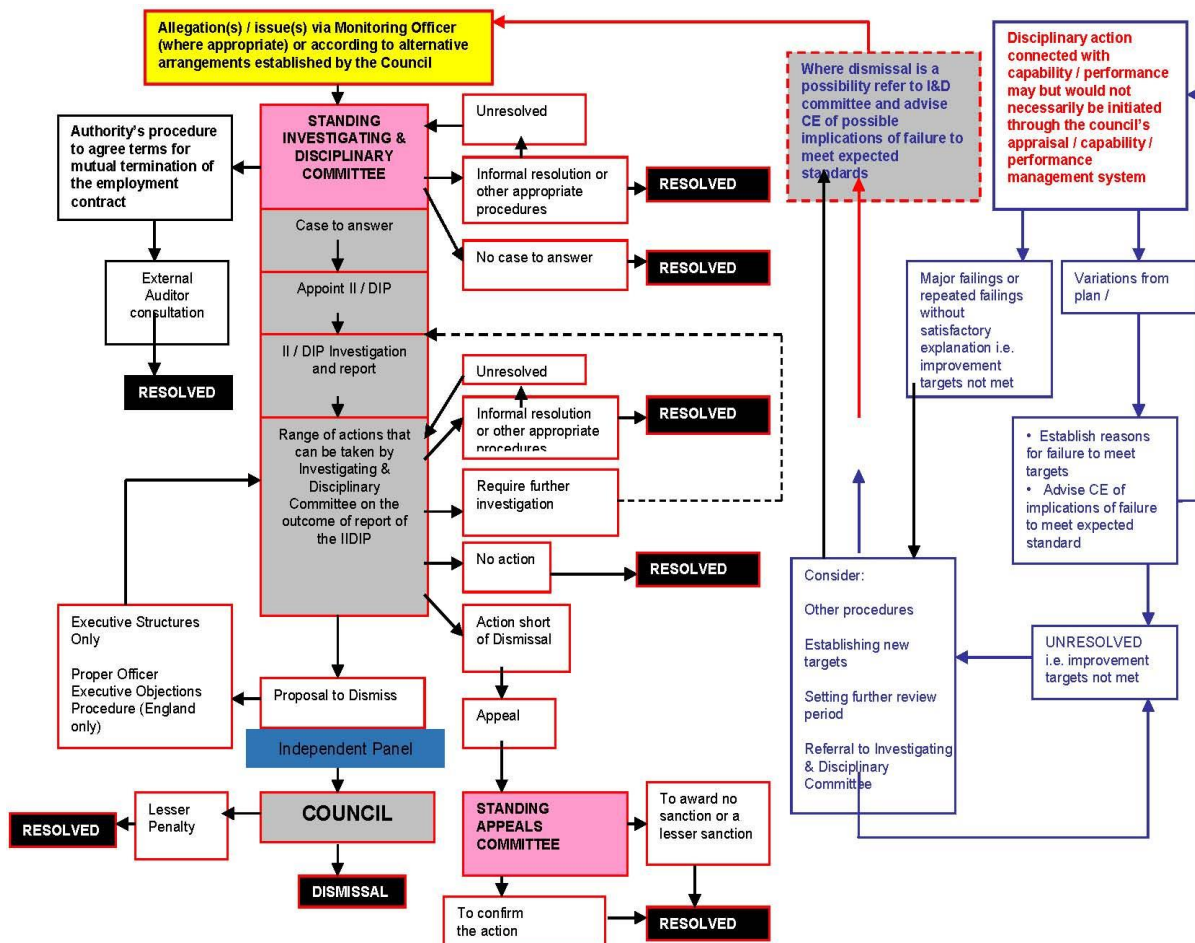 Allegation(s) / issue(s) via Monitoring Officer
(where appropriate) or according to alternative
arrangements established by the Council
Authority's procedure
to agree terms for
mutual termination of
the employment
contract
External
Auditor
consultation
RESOLVED
STANDING
INVESTIGATING &
DISCIPLINARY
COMMITTEE
Unresolved
Informal resolution or
other appropriate
procedures
RESOLVED
No case to answer
RESOLVED
Case to answer
Appoint II / DIP
II / DIP Investigation
and report
Range of actions that
can be taken by
Investigating &
Disciplinary
Committee on the
outcome of report of
the IIDIP
Unresolved
Informal resolution
or other appropriate
procedures
RESOLVED
Require further
investigation
No action
RESOLVED
Action short
of Dismissal
Appeal
STANDING
APPEALS
COMMITTEE
To award no
sanction or a
lesser sanction
To confirm
the action
RESOLVED
Executive Structures
Only
Proper Officer
Executive Objections
Procedure (England
only)
Proposal to Dismiss
Independent Panel
COUNCIL
Lesser
Penalty
RESOLVED
DISMISSAL
Where dismissal is a
possibility refer to I&D
committee and advise
CE of possible
implications of failure to
meet expected
standards
Disciplinary action
connected with
capability / performance
may but would not
necessarily be initiated
through the council's
appraisal / capability /
performance
management system
Major failings or
repeated failings
without
satisfactory
explanation i.e.
improvement
targets not met
Variations from
plan /
• Establish reasons
for failure to meet
targets
• Advise CE of
implications of failure
to meet expected
standard
UNRESOLVED
i.e. improvement
targets not met
Consider:
Other procedures
Establishing new
targets
Setting further review
period
Referral to Investigating
& Disciplinary
Committee